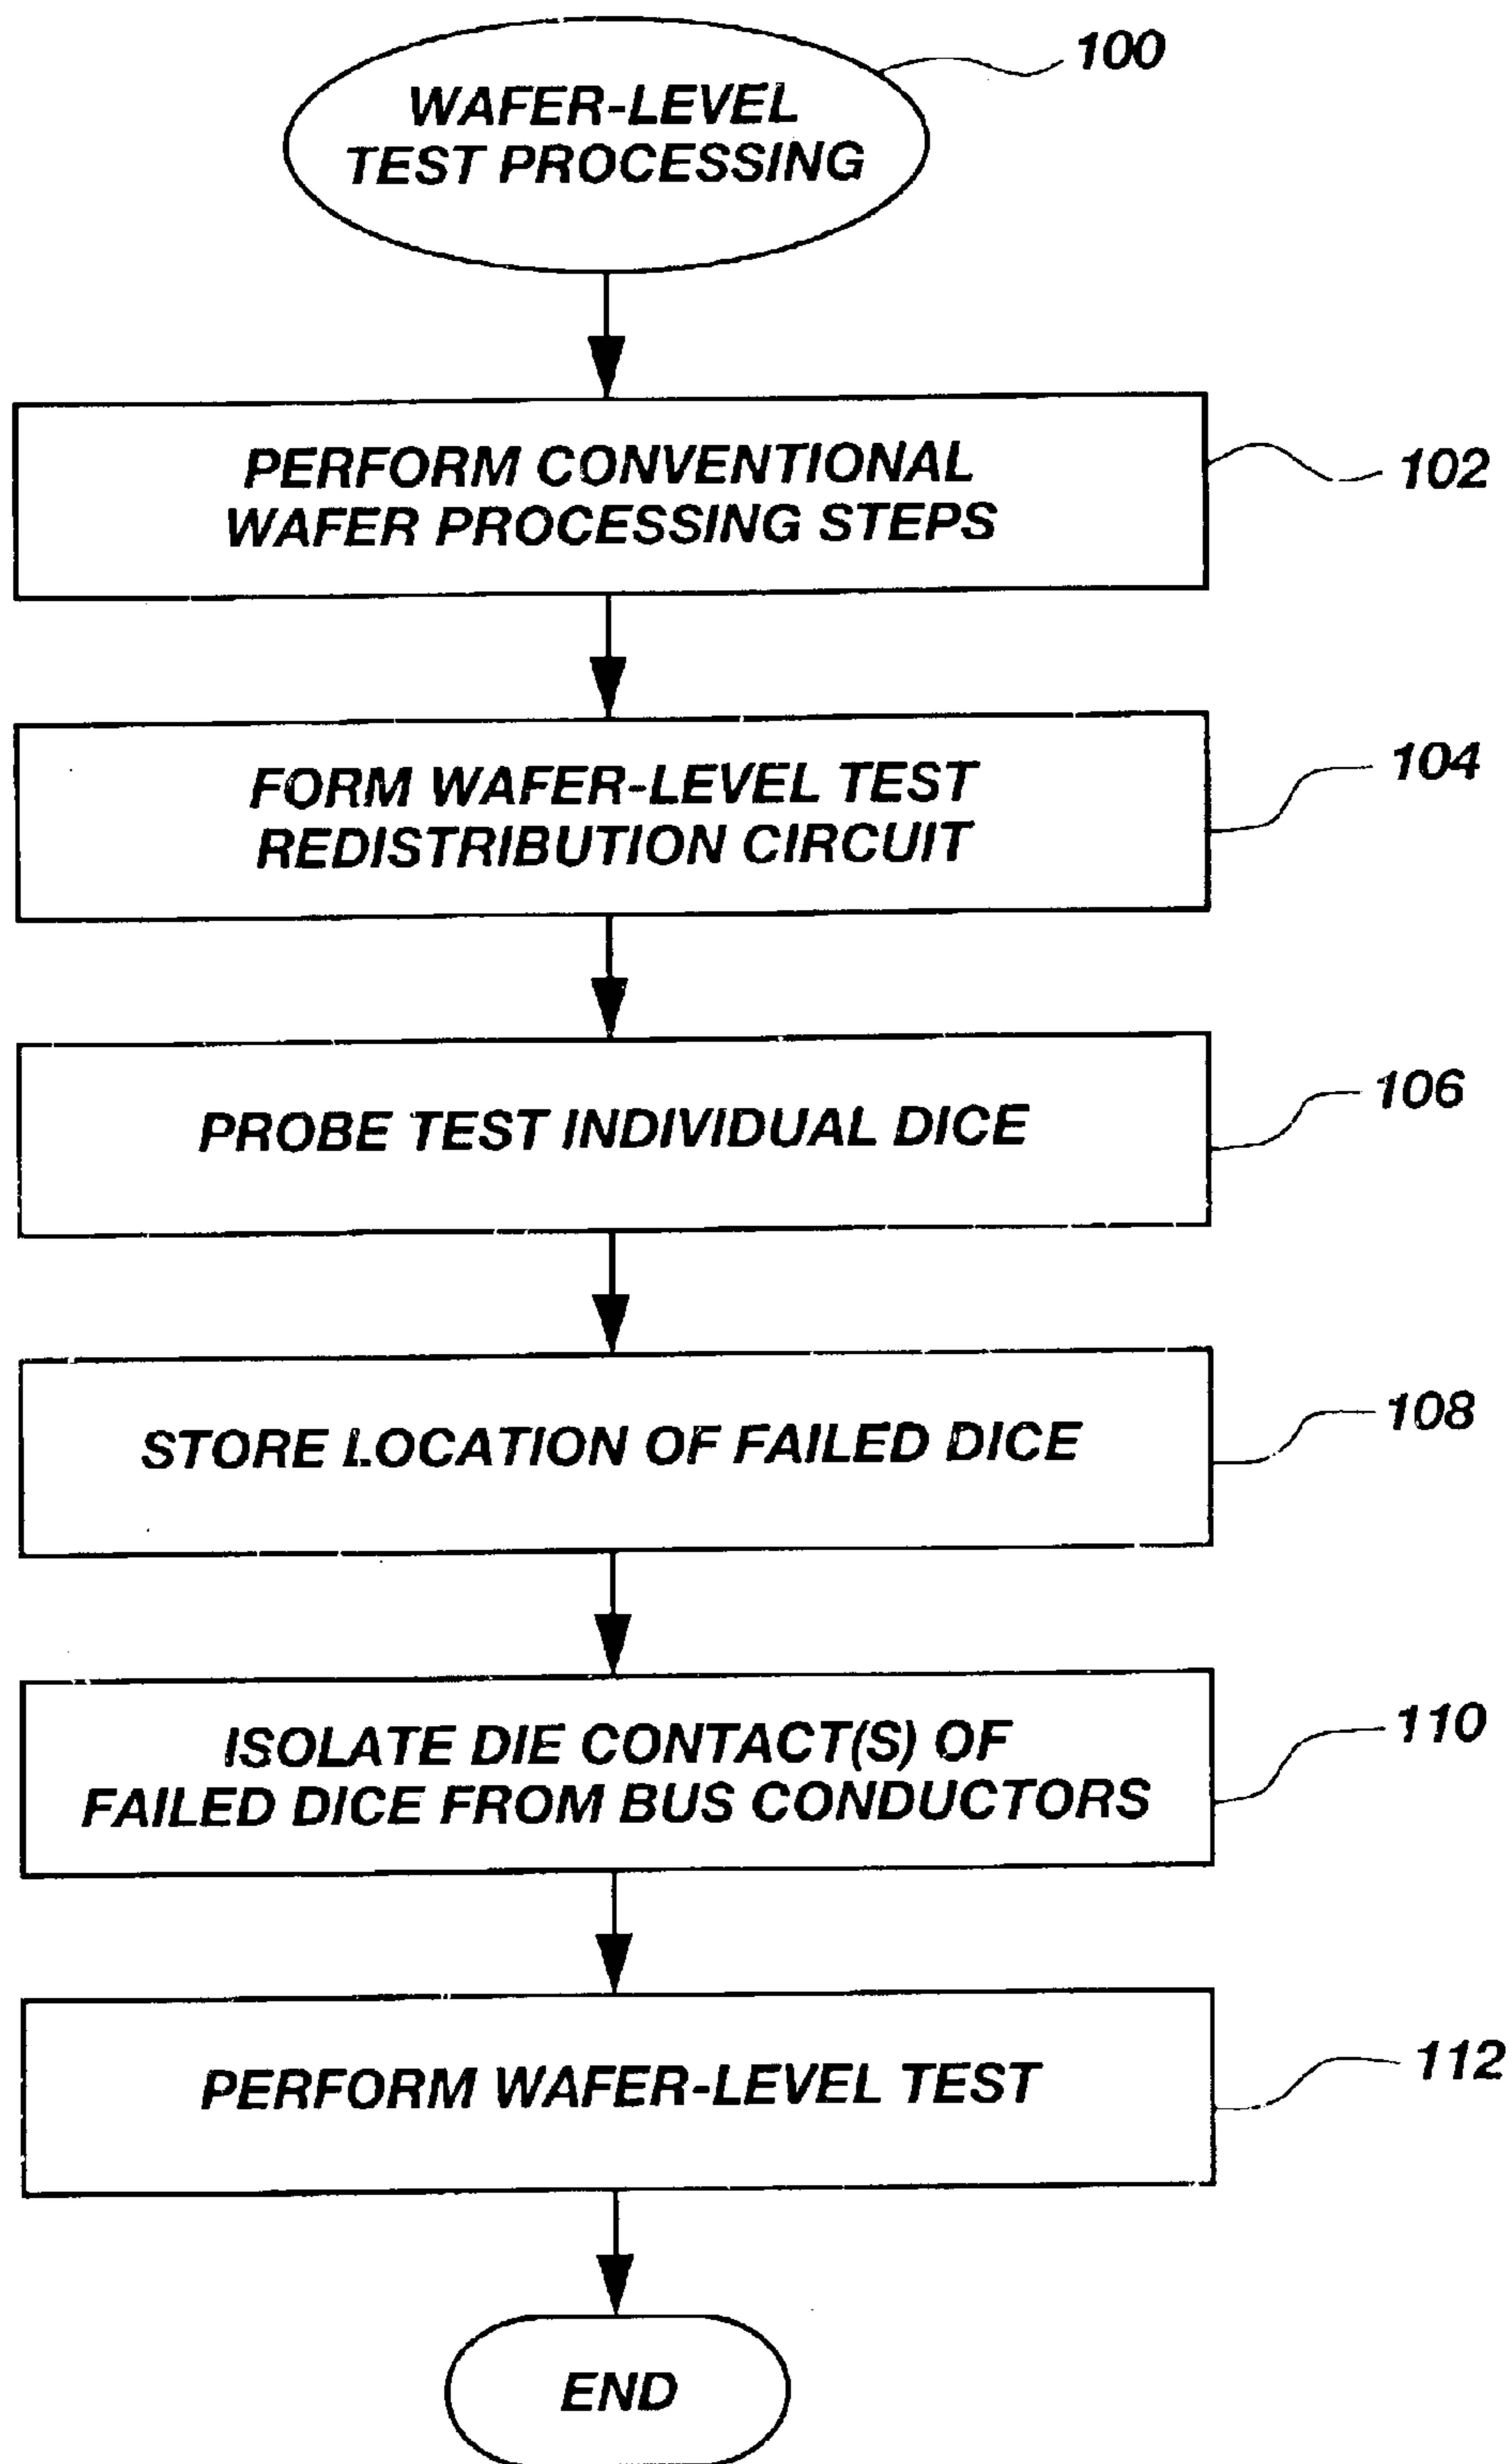 WAFER-LEVEL
TEST PROCESSING
100
PERFORM CONVENTIONAL
WAFER PROCESSING STEPS
102
FORM WAFER-LEVEL TEST
REDISTRIBUTION CIRCUIT
104
PROBE TEST INDIVIDUAL DICE
106
STORE LOCATION OF FAILED DICE
108
ISOLATE DIE CONTACT(S) OF
FAILED DICE FROM BUS CONDUCTORS
110
PERFORM WAFER-LEVEL TEST
112
END